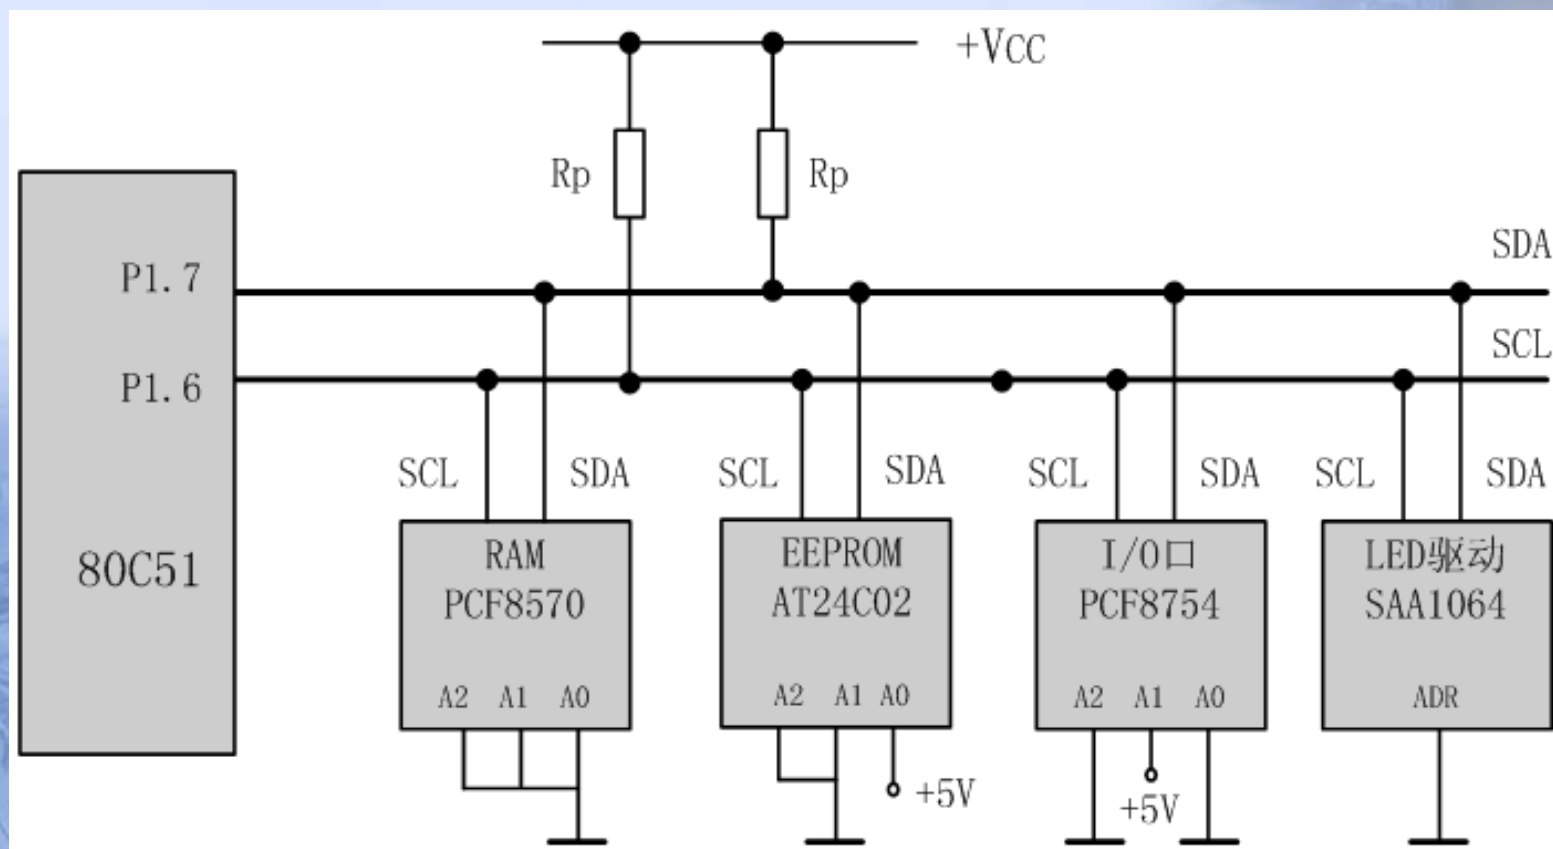 +VCC
Rp
Rp
SDA
P1.7
SCL
P1.6
SCL
SDA
SCL
SDA
SCL
SDA
SCL
SDA
80C51
RAM
PCF8570
A2 A1 A0
EEPROM
AT24C02
A2 A1 A0
+5V
I/O口
PCF8754
A2 A1 A0
+5V
LED驱动
SAA1064
ADR